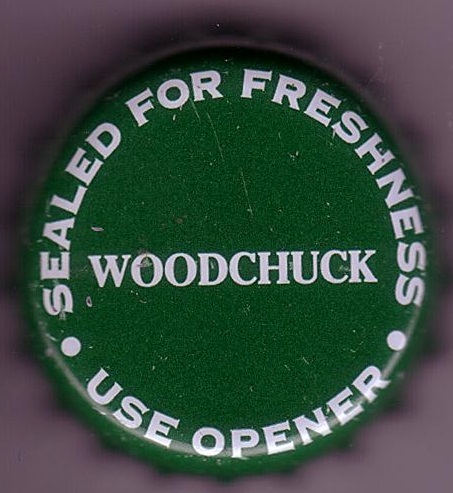 SEALED FOR FRESHNESS
WOODCHUCK
• USE OPENER •